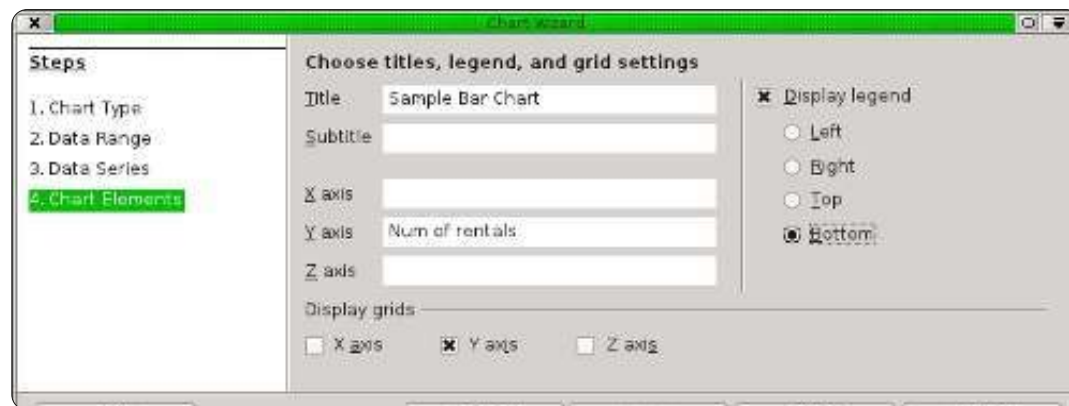 Chart Wizard
Steps
1. Chart Type
2. Data Range
3. Data Series
4. Chart Elements
Choose titles, legend, and grid settings
Title Sample Bar Chart
Subtitle
X axis
Y axis Num of rentals
Z axis
Display legend
Left
Right
Top
Bottom
Display grids
X axis Y axis Z axis